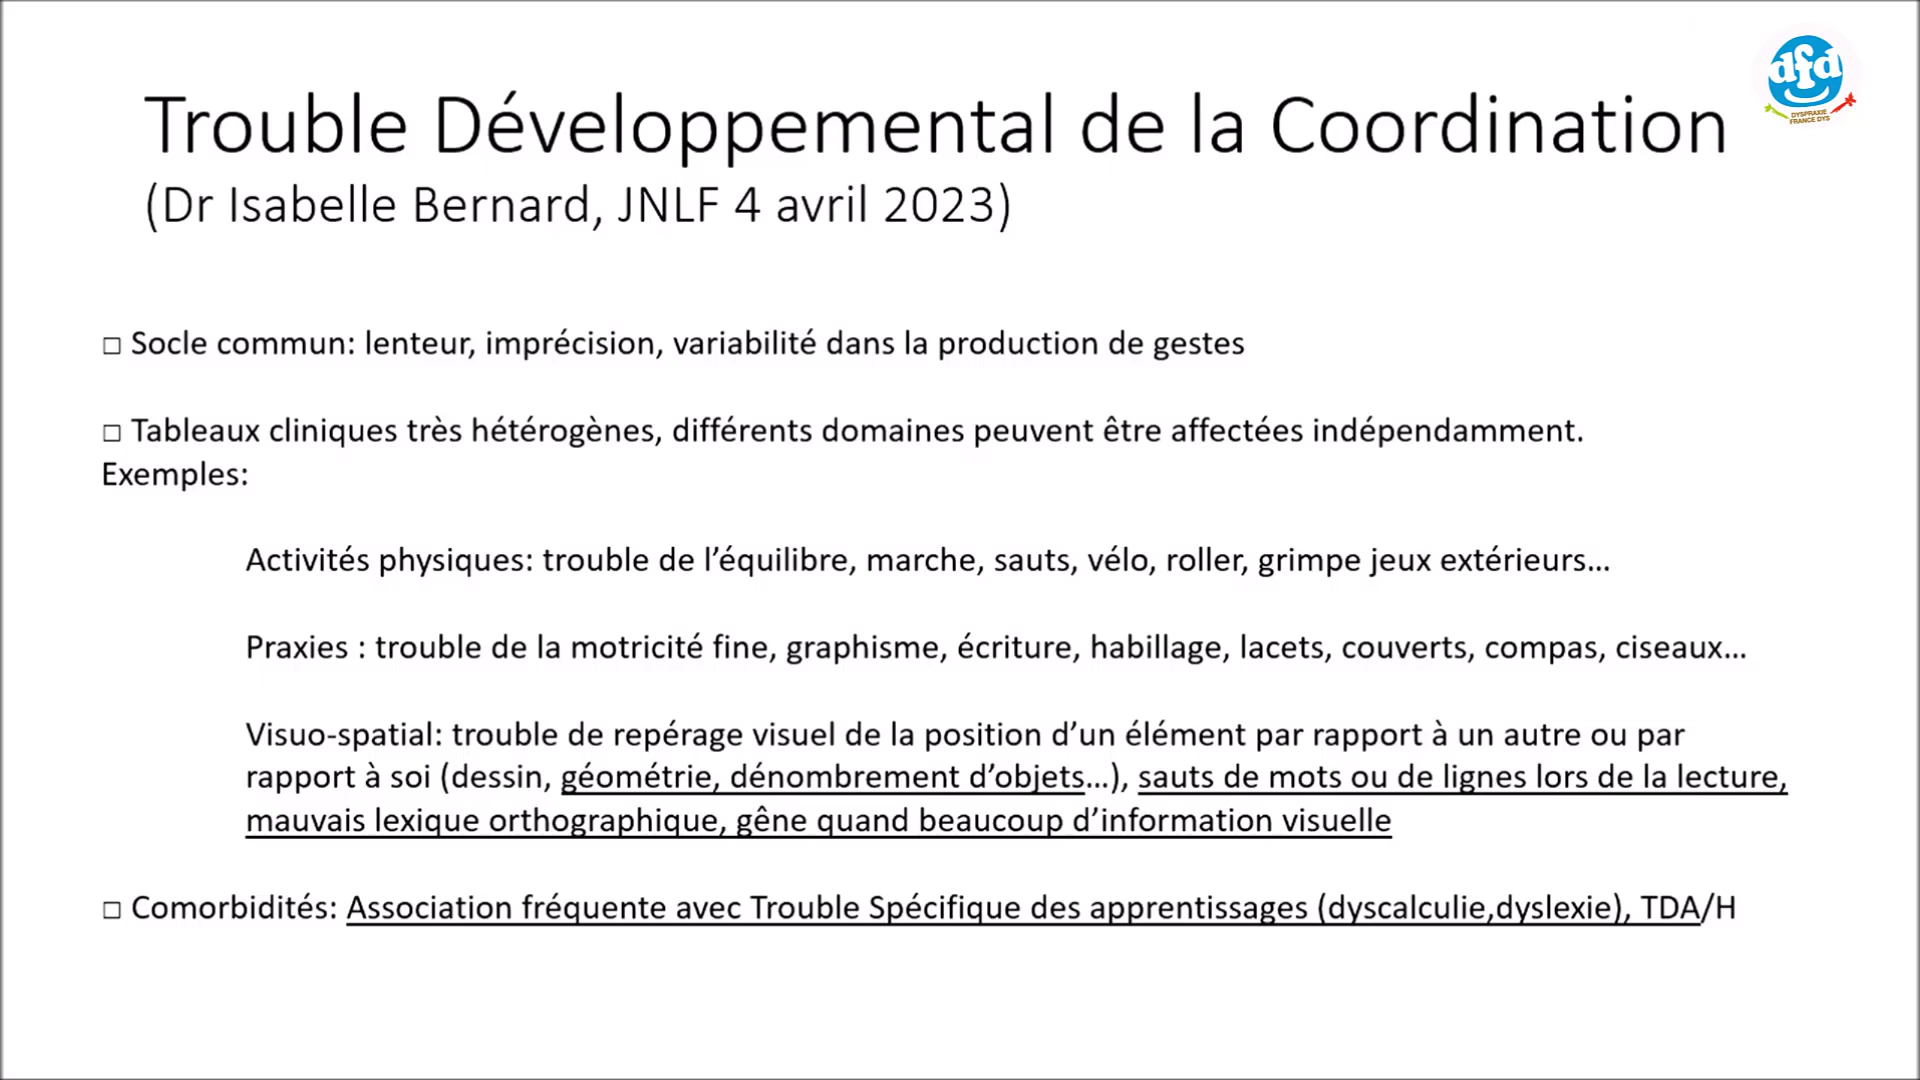 dfd
DYSPRAXIE
FRANCE DYS
Trouble Développemental de la Coordination
(Dr Isabelle Bernard, JNLF 4 avril 2023)
□ Socle commun: lenteur, imprécision, variabilité dans la production de gestes
□ Tableaux cliniques très hétérogènes, différents domaines peuvent être affectées indépendamment.
Exemples:
Activités physiques: trouble de l’équilibre, marche, sauts, vélo, roller, grimpe jeux extérieurs…
Praxies : trouble de la motricité fine, graphisme, écriture, habillage, lacets, couverts, compas, ciseaux…
Visuo-spatial: trouble de repérage visuel de la position d’un élément par rapport à un autre ou par
rapport à soi (dessin, géométrie, dénombrement d’objets…), sauts de mots ou de lignes lors de la lecture,
mauvais lexique orthographique, gêne quand beaucoup d’information visuelle
□ Comorbidités: Association fréquente avec Trouble Spécifique des apprentissages (dyscalculie,dyslexie), TDA/H